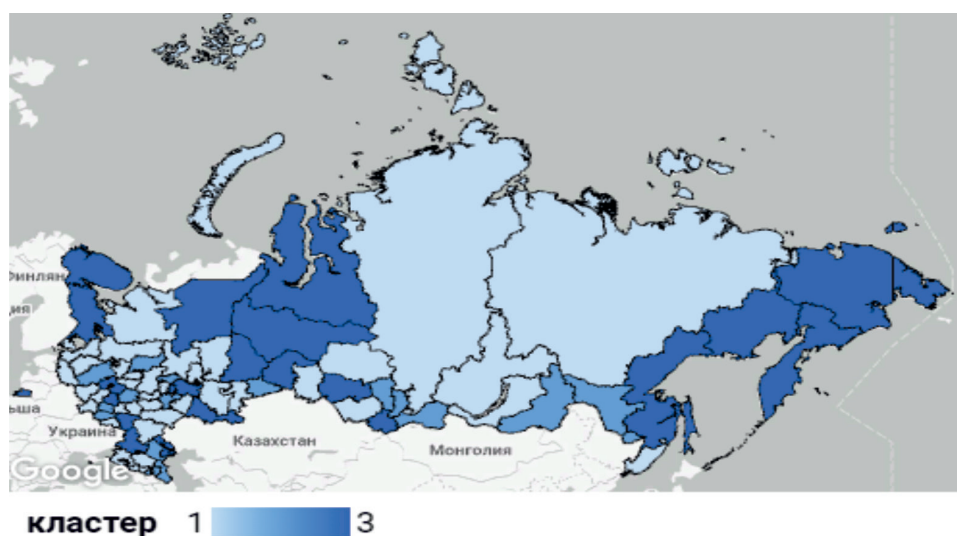 Финлян
ия
ьша
Украина
Казахстан
Монголия
Google
кластер 1 3